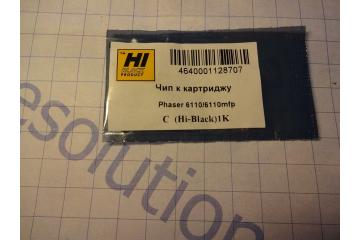 HI
BLACK
PRODUCT
4640001128707
Чип к картриджу
Phaser 6110/6110mfp
C (Hi-Black)1K
esolution